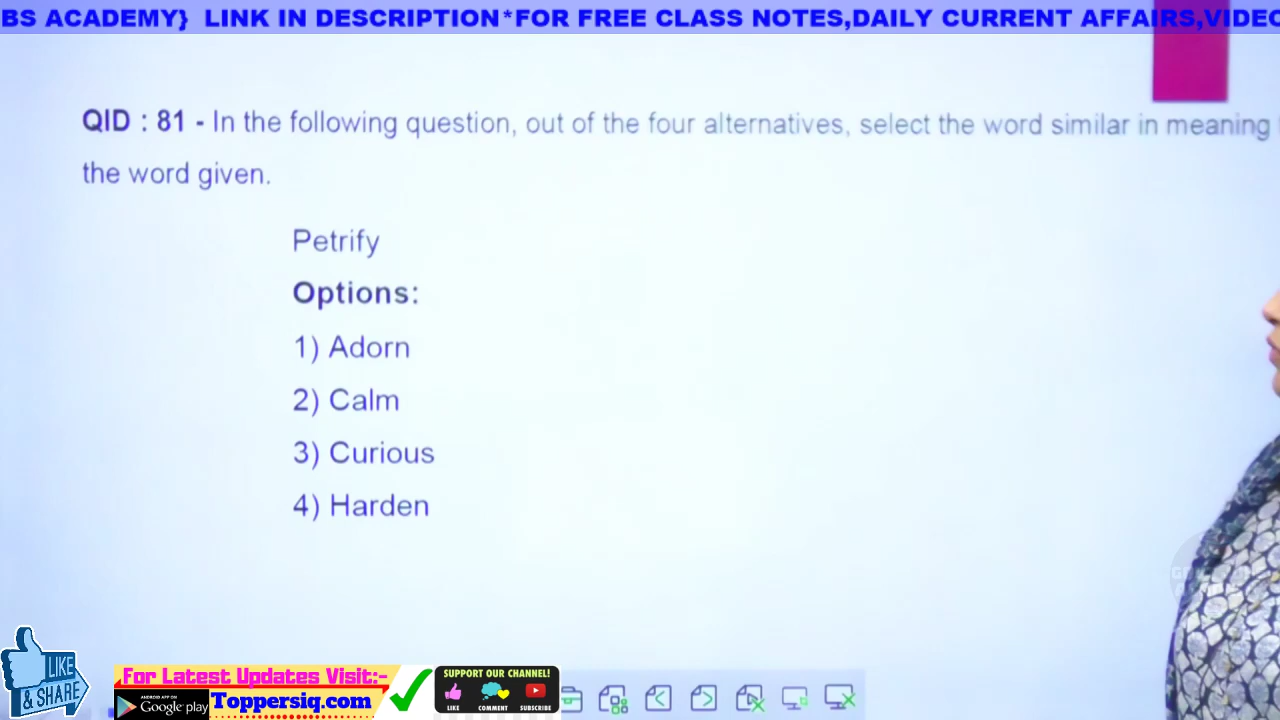 BS ACADEMY} LINK IN DESCRIPTION*FOR FREE CLASS NOTES,DAILY CURRENT AFFAIRS,VIDEO
QID : 81 - In the following question, out of the four alternatives, select the word similar in meaning
the word given.
Petrify
Options:
1) Adorn
2) Calm
3) Curious
4) Harden
LIKE
& SHARE
For Latest Updates Visit:-
ANDROID APP ON
Google play
Toppersiq.com
SUPPORT OUR CHANNEL!
LIKE COMMENT SUBSCRIBE